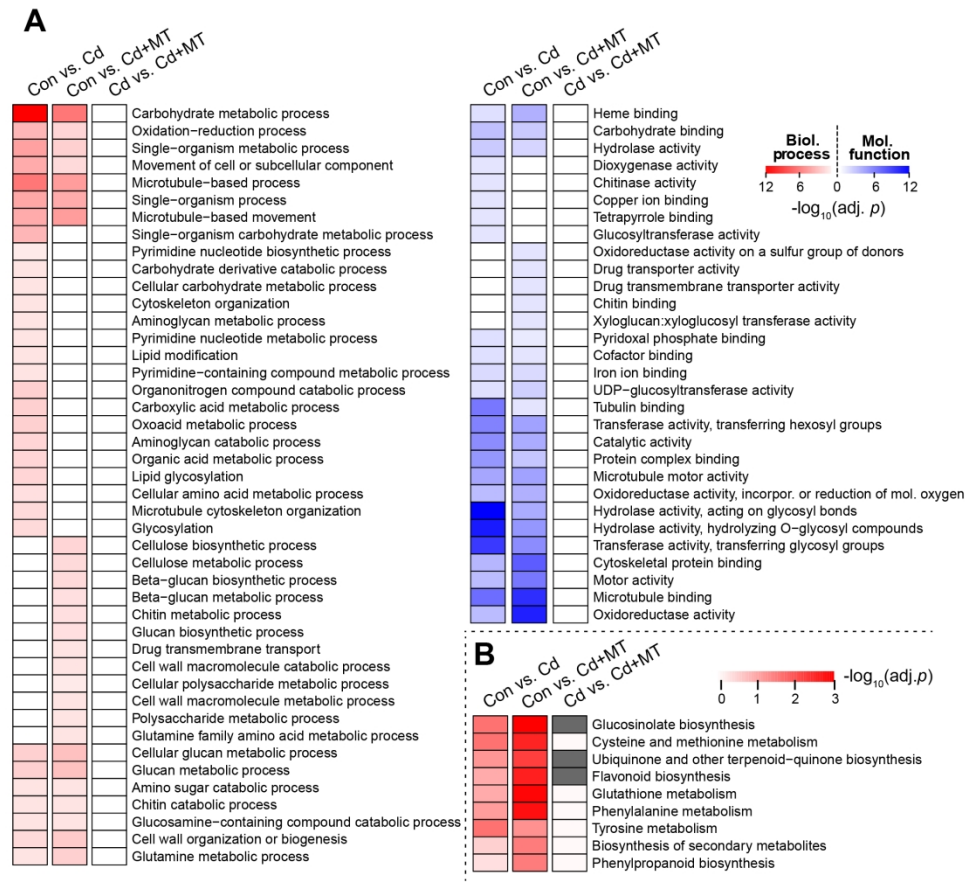 A
Con vs. Cd
Con vs. Cd+MT
Cd vs. Cd+MT
Carbohydrate metabolic process
Oxidation−reduction process
Single−organism metabolic process
Movement of cell or subcellular component
Microtubule−based process
Single−organism process
Microtubule−based movement
Single−organism carbohydrate metabolic process
Pyrimidine nucleotide biosynthetic process
Carbohydrate derivative catabolic process
Cellular carbohydrate metabolic process
Cytoskeleton organization
Aminoglycan metabolic process
Pyrimidine nucleotide metabolic process
Lipid modification
Pyrimidine−containing compound metabolic process
Organonitrogen compound catabolic process
Carboxylic acid metabolic process
Oxoacid metabolic process
Aminoglycan catabolic process
Organic acid metabolic process
Lipid glycosylation
Cellular amino acid metabolic process
Microtubule cytoskeleton organization
Glycosylation
Cellulose biosynthetic process
Cellulose metabolic process
Beta−glucan biosynthetic process
Beta−glucan metabolic process
Chitin metabolic process
Glucan biosynthetic process
Drug transmembrane transport
Cell wall macromolecule catabolic process
Cellular polysaccharide metabolic process
Cell wall macromolecule metabolic process
Polysaccharide metabolic process
Glutamine family amino acid metabolic process
Cellular glucan metabolic process
Glucan metabolic process
Amino sugar catabolic process
Chitin catabolic process
Glucosamine−containing compound catabolic process
Cell wall organization or biogenesis
Glutamine metabolic process
Con vs. Cd
Con vs. Cd+MT
Cd vs. Cd+MT
Heme binding
Carbohydrate binding
Hydrolase activity
Dioxygenase activity
Chitinase activity
Copper ion binding
Tetrapyrrole binding
Glucosyltransferase activity
Oxidoreductase activity on a sulfur group of donors
Drug transporter activity
Drug transmembrane transporter activity
Chitin binding
Xyloglucan:xyloglucosyl transferase activity
Pyridoxal phosphate binding
Cofactor binding
Iron ion binding
UDP−glucosyltransferase activity
Tubulin binding
Transferase activity, transferring hexosyl groups
Catalytic activity
Protein complex binding
Microtubule motor activity
Oxidoreductase activity, incorpor. or reduction of mol. oxygen
Hydrolase activity, acting on glycosyl bonds
Hydrolase activity, hydrolyzing O−glycosyl compounds
Transferase activity, transferring glycosyl groups
Cytoskeletal protein binding
Motor activity
Microtubule binding
Oxidoreductase activity
Biol. Mol.
process function
12 6 0 6 12
-log10(adj. p)
B
Con vs. Cd
Con vs. Cd+MT
Cd vs. Cd+MT
-log10(adj.p)
0 1 2 3
Glucosinolate biosynthesis
Cysteine and methionine metabolism
Ubiquinone and other terpenoid−quinone biosynthesis
Flavonoid biosynthesis
Glutathione metabolism
Phenylalanine metabolism
Tyrosine metabolism
Biosynthesis of secondary metabolites
Phenylpropanoid biosynthesis